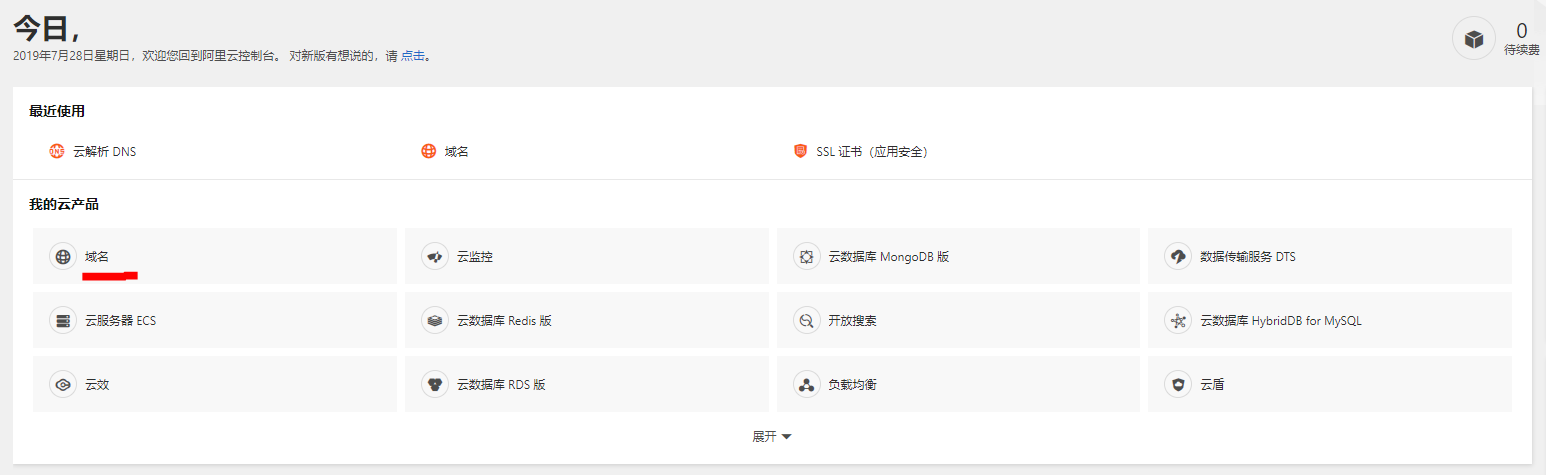 今日，
2019年7月28日星期日，欢迎您回到阿里云控制台。 对新版有想说的，请 点击。
0
待续费
最近使用
云解析 DNS
域名
SSL 证书（应用安全）
我的云产品
域名
云监控
云数据库 MongoDB 版
数据传输服务 DTS
云服务器 ECS
云数据库 Redis 版
开放搜索
云数据库 HybridDB for MySQL
云效
云数据库 RDS 版
负载均衡
云盾
展开